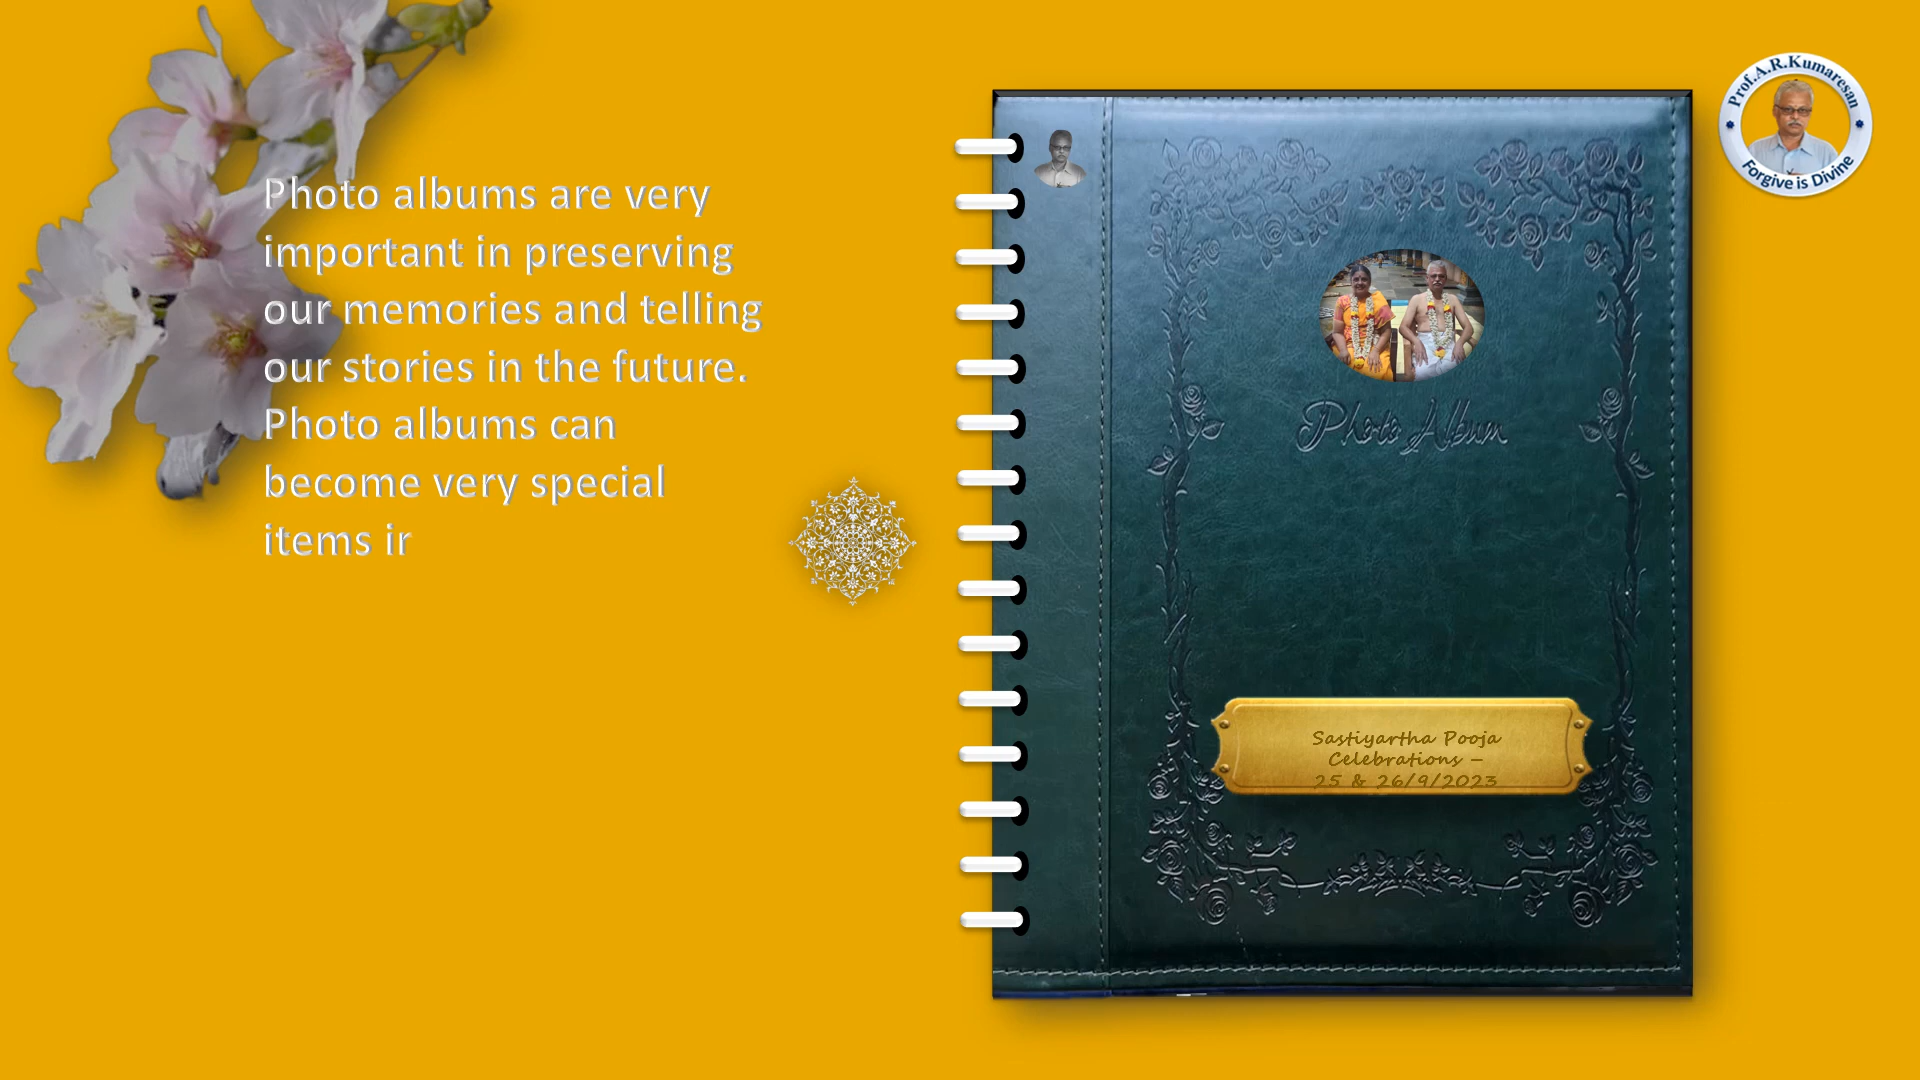 Photo albums are very
important in preserving
our memories and telling
our stories in the future.
Photo albums can
become very special
items ir
Photo Album
Sastiyartha Pooja
Celebrations –
25 & 26/9/2023
Prof.A.R.Kumaresan
Forgive is Divine